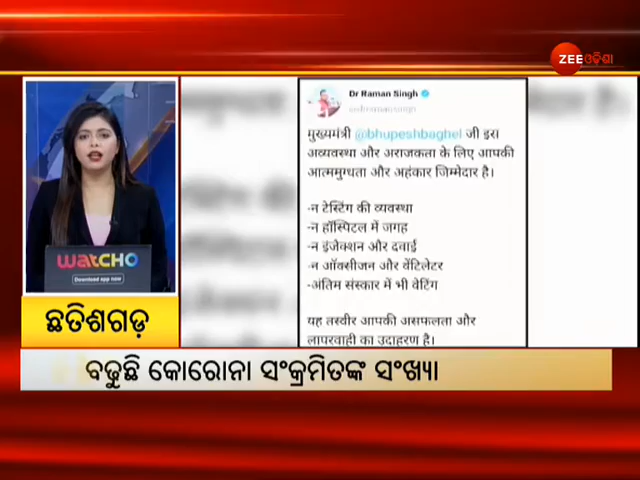 ZEE ଓଡ଼ିଶା
Dr Raman Singh
@drramansingh
मुख्यमंत्री @bhupeshbaghel जी इस
अव्यवस्था और अराजकता के लिए आपकी
आत्ममुग्धता और अहंकार जिम्मेदार है।
-न टेस्टिंग की व्यवस्था
-न हॉस्पिटल में जगह
-न इंजेक्शन और दवाई
-न ऑक्सीजन और वेंटिलेटर
-अंतिम संस्कार में भी वेटिंग
यह तस्वीर आपकी असफलता और
लापरवाही का उदाहरण है।
WATCHO
Download app now
ଛତିଶଗଡ଼
ବଢୁଛି କୋରୋନା ସଂକ୍ରମିତଙ୍କ ସଂଖ୍ୟା